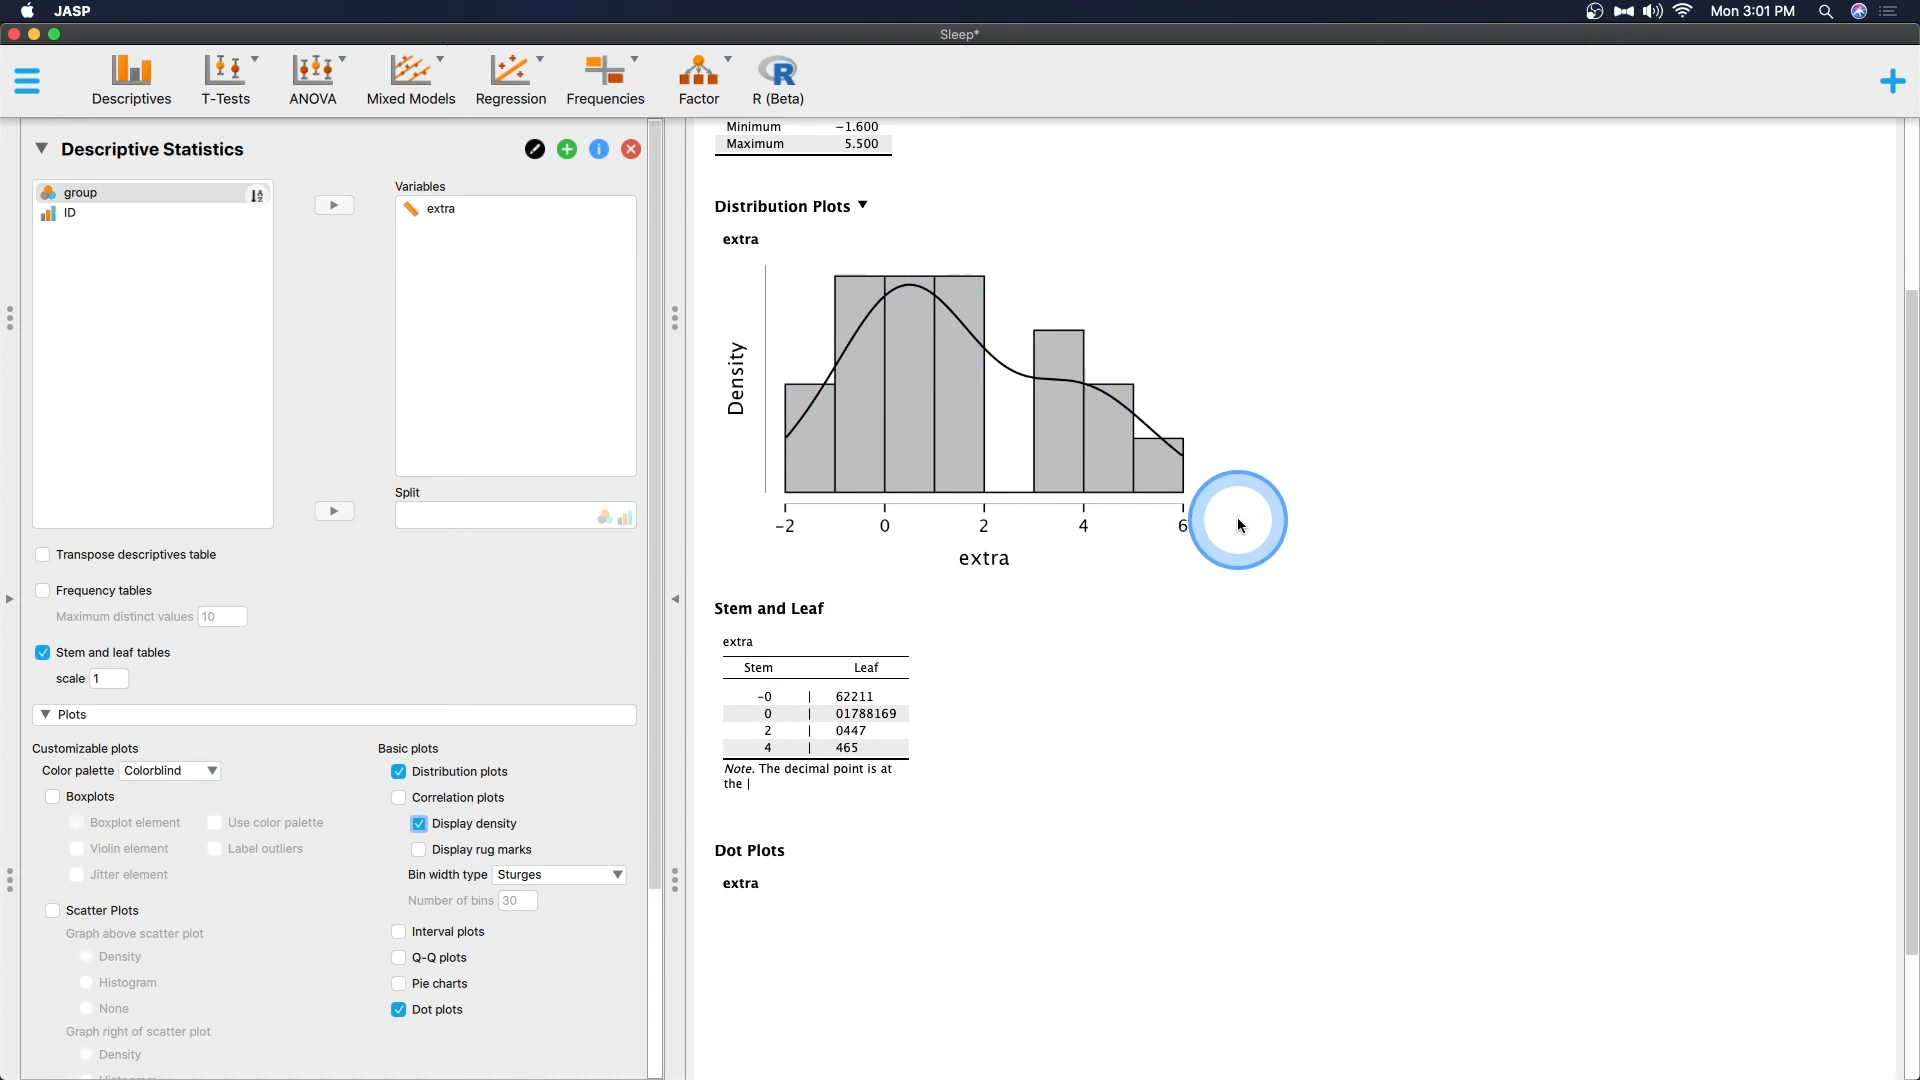 JASP
Mon 3:01 PM
Sleep*
Descriptives
T-Tests
ANOVA
Mixed Models
Regression
Frequencies
Factor
R (Beta)
Descriptive Statistics
group
ID
Variables
extra
Split
Transpose descriptives table
Frequency tables
Maximum distinct values 10
Stem and leaf tables
scale 1
Plots
Customizable plots
Color palette Colorblind
Boxplots
Boxplot element Use color palette
Violin element Label outliers
Jitter element
Scatter Plots
Graph above scatter plot
Density
Histogram
None
Graph right of scatter plot
Density
Basic plots
Distribution plots
Correlation plots
Display density
Display rug marks
Bin width type Sturges
Number of bins 30
Interval plots
Q-Q plots
Pie charts
Dot plots
Minimum −1.600
Maximum 5.500
Distribution Plots
extra
Density
-2 0 2 4 6
extra
Stem and Leaf
extra
Stem Leaf
-0 | 62211
0 | 01788169
2 | 0447
4 | 465
Note. The decimal point is at
the |
Dot Plots
extra